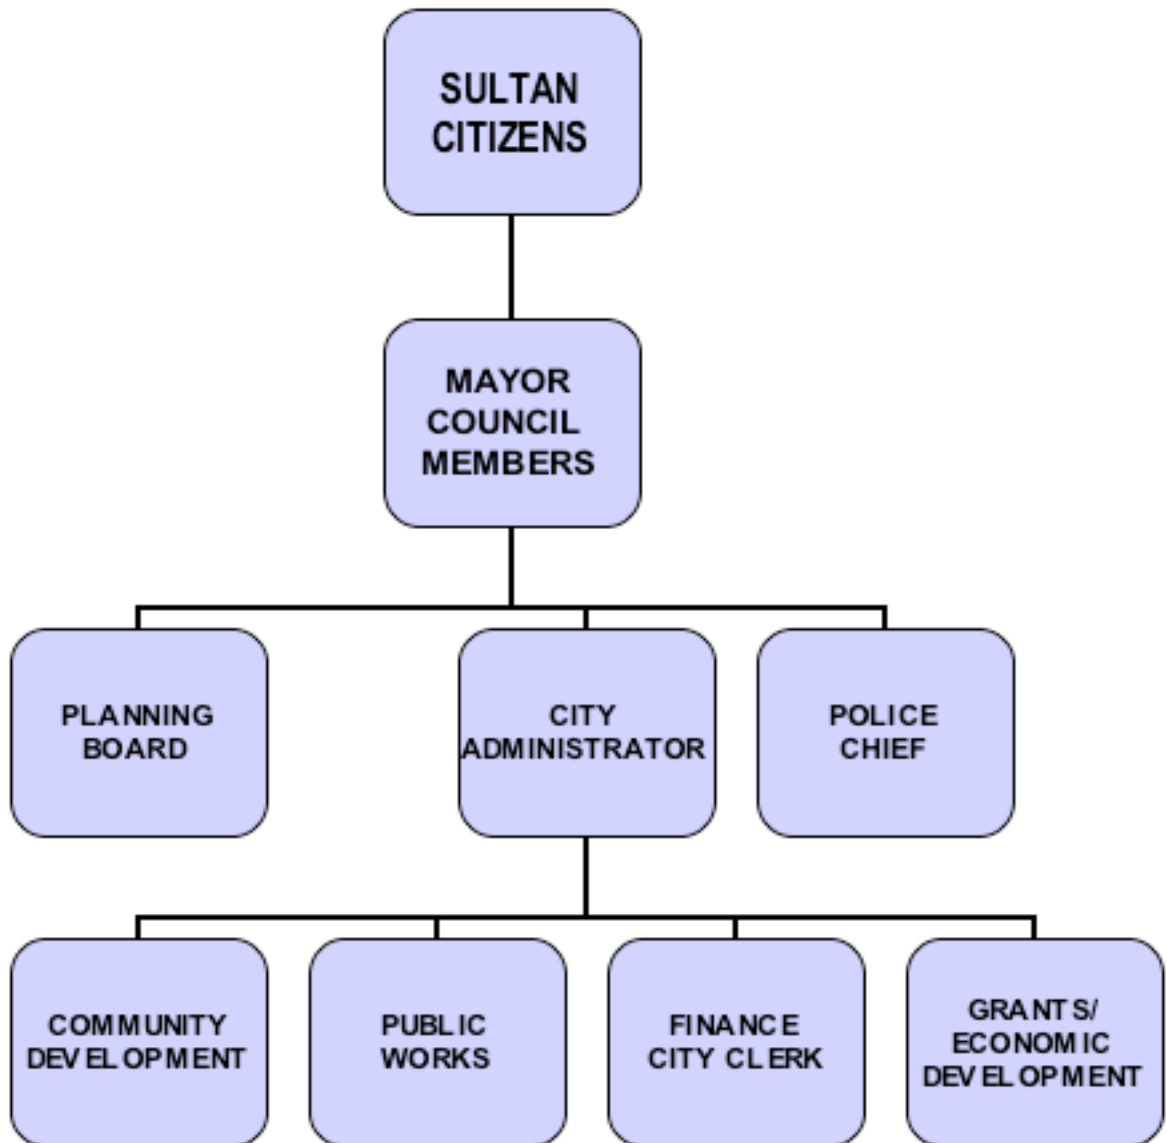 SULTAN
CITIZENS
MAYOR
COUNCIL
MEMBERS
PLANNING
BOARD
CITY
ADMINISTRATOR
POLICE
CHIEF
COMMUNITY
DEVELOPMENT
PUBLIC
WORKS
FINANCE
CITY CLERK
GRANTS/
ECONOMIC
DEVELOPMENT